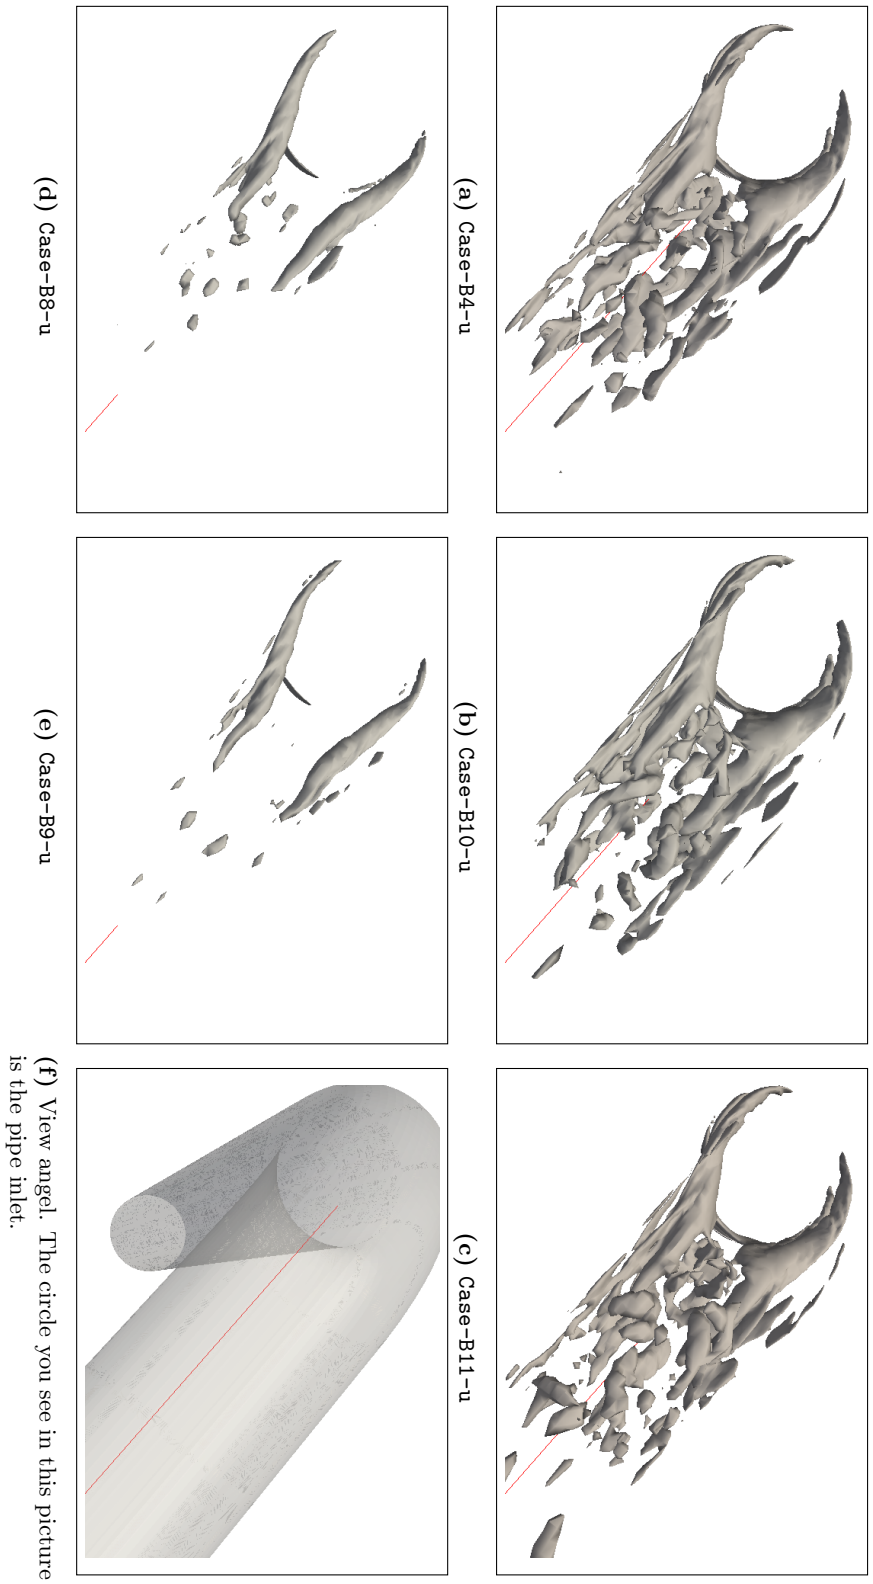 (a) Case-B4-u
(b) Case-B10-u
(c) Case-B11-u
(d) Case-B8-u
(e) Case-B9-u
(f) View angel. The circle you see in this picture
is the pipe inlet.